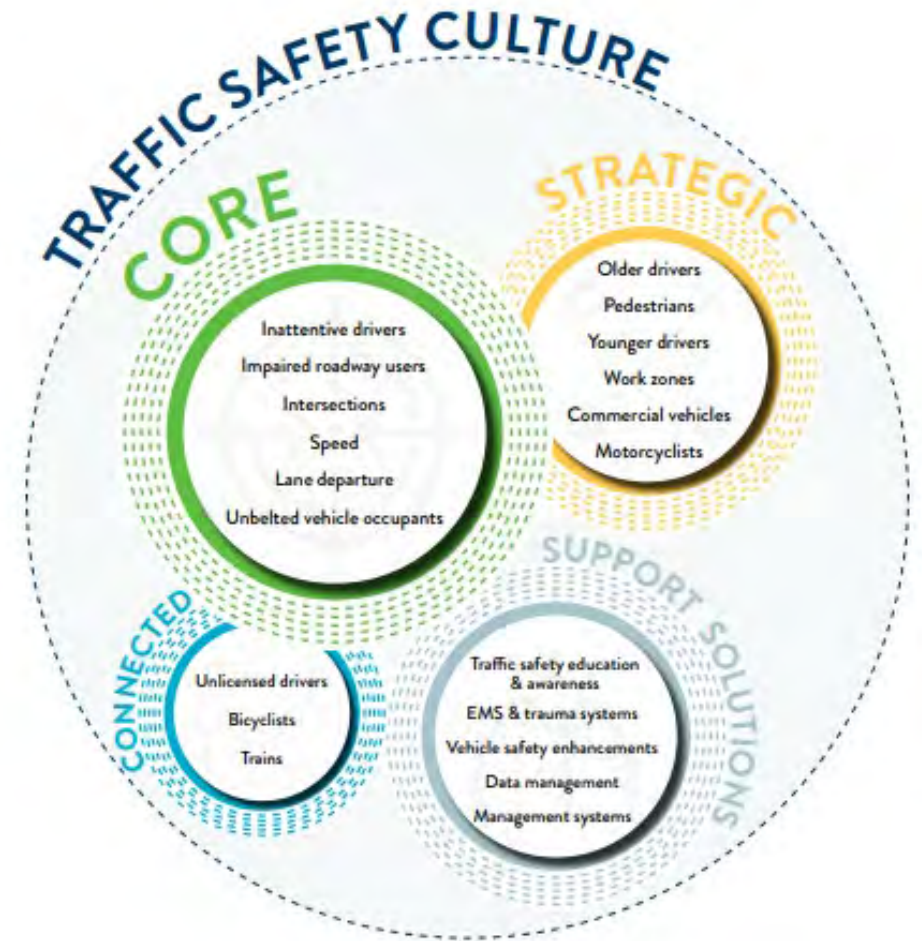 TRAFFIC SAFETY CULTURE
CORE
Inattentive drivers
Impaired roadway users
Intersections
Speed
Lane departure
Unbelted vehicle occupants
STRATEGIC
Older drivers
Pedestrians
Younger drivers
Work zones
Commercial vehicles
Motorcyclists
CONNECTED
Unlicensed drivers
Bicyclists
Trains
SUPPORT SOLUTIONS
Traffic safety education
& awareness
EMS & trauma systems
Vehicle safety enhancements
Data management
Management systems